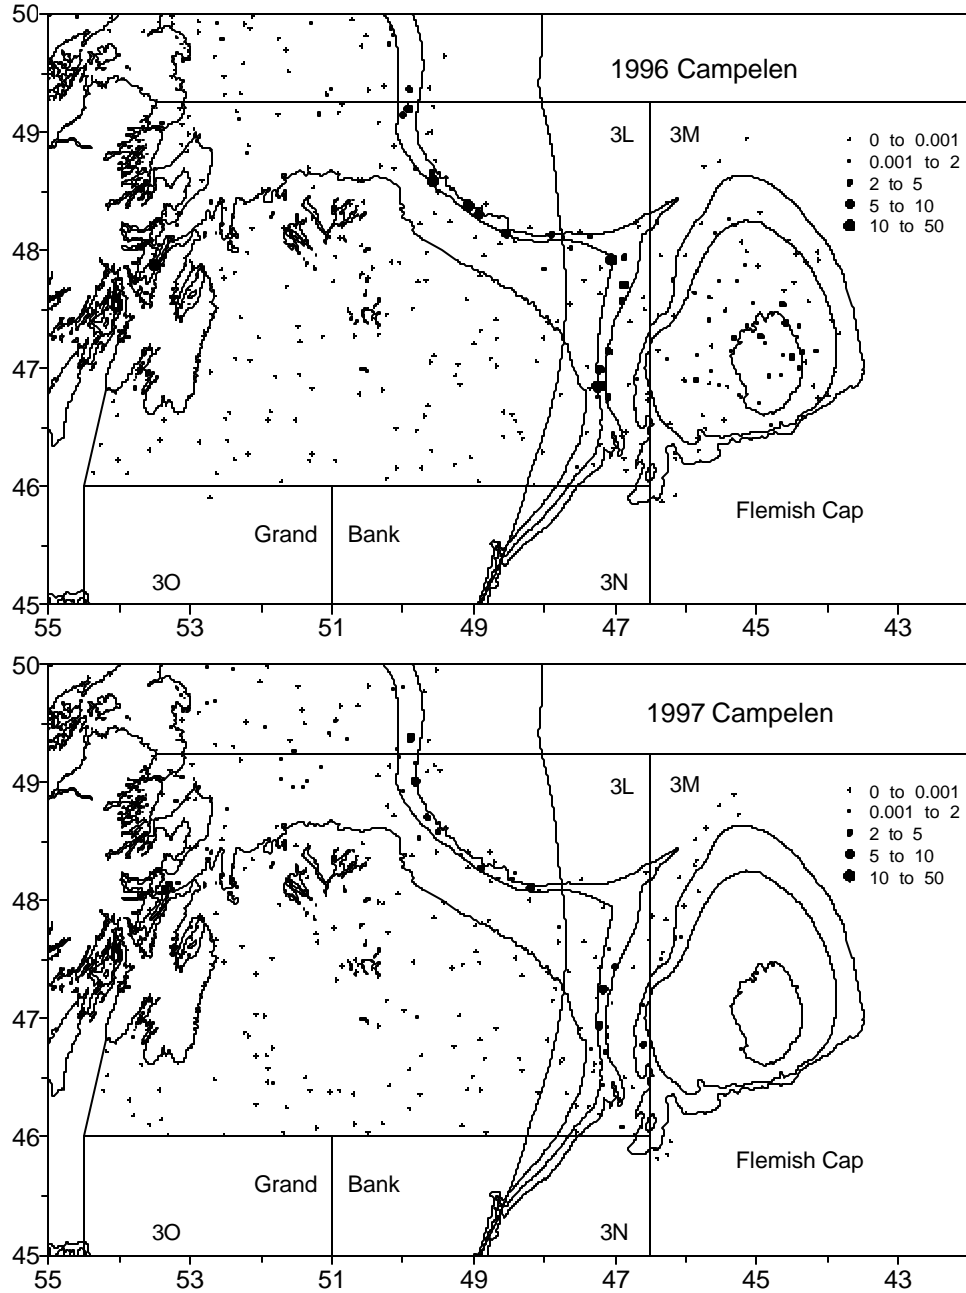 50
1996 Campelen
49
3L
3M
0 to 0.001
0.001 to 2
2 to 5
5 to 10
10 to 50
48
47
46
Flemish Cap
Grand
Bank
3O
3N
45
55
53
51
49
47
45
43
50
1997 Campelen
49
3L
3M
0 to 0.001
0.001 to 2
2 to 5
5 to 10
10 to 50
48
47
46
Flemish Cap
Grand
Bank
3O
3N
45
55
53
51
49
47
45
43